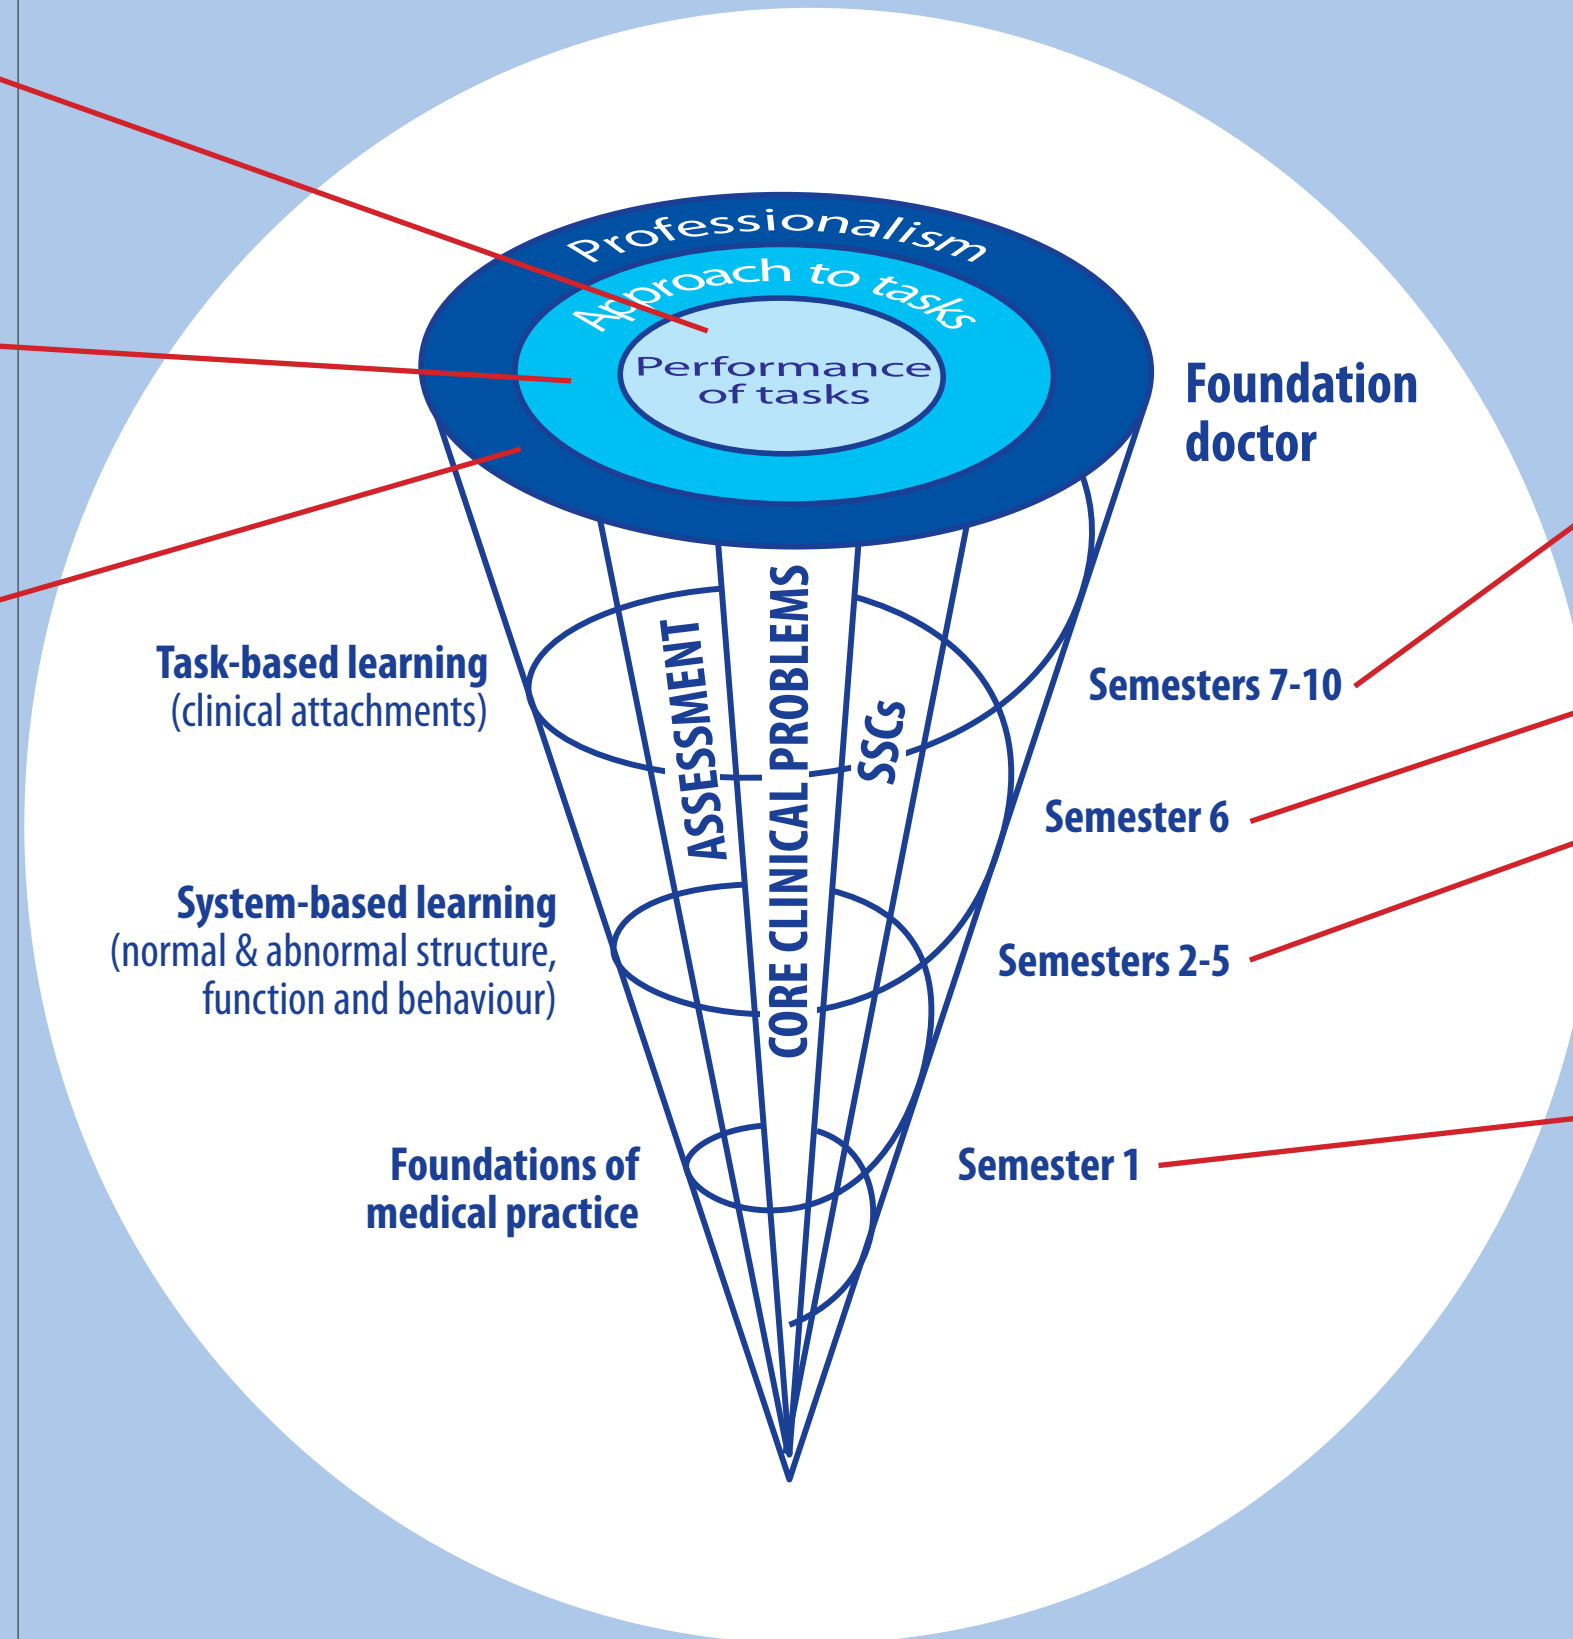 Professionalism
Approach to tasks
Performance
of tasks
Foundation
doctor
Task-based learning
(clinical attachments)
Semesters 7-10
ASSESSMENT
CORE CLINICAL PROBLEMS
SSCs
Semester 6
System-based learning
(normal & abnormal structure,
function and behaviour)
Semesters 2-5
Foundations of
medical practice
Semester 1